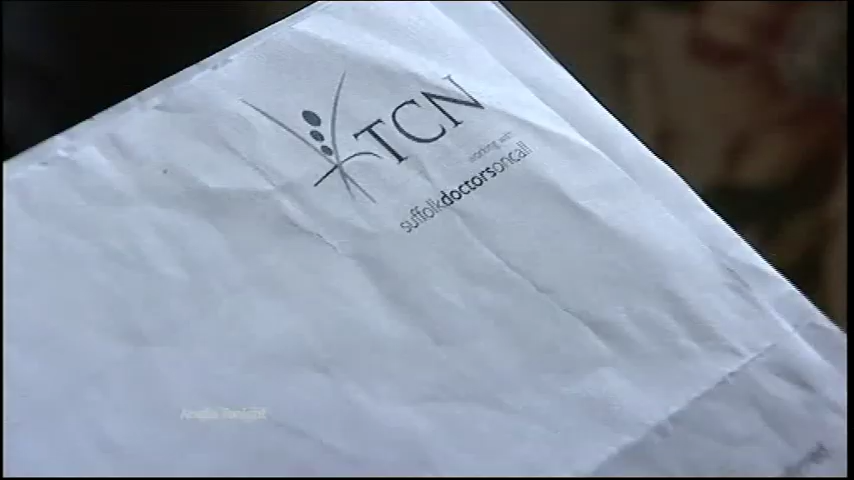 TCN
working with
suffolkdoctorsoncall
Anglia Tonight